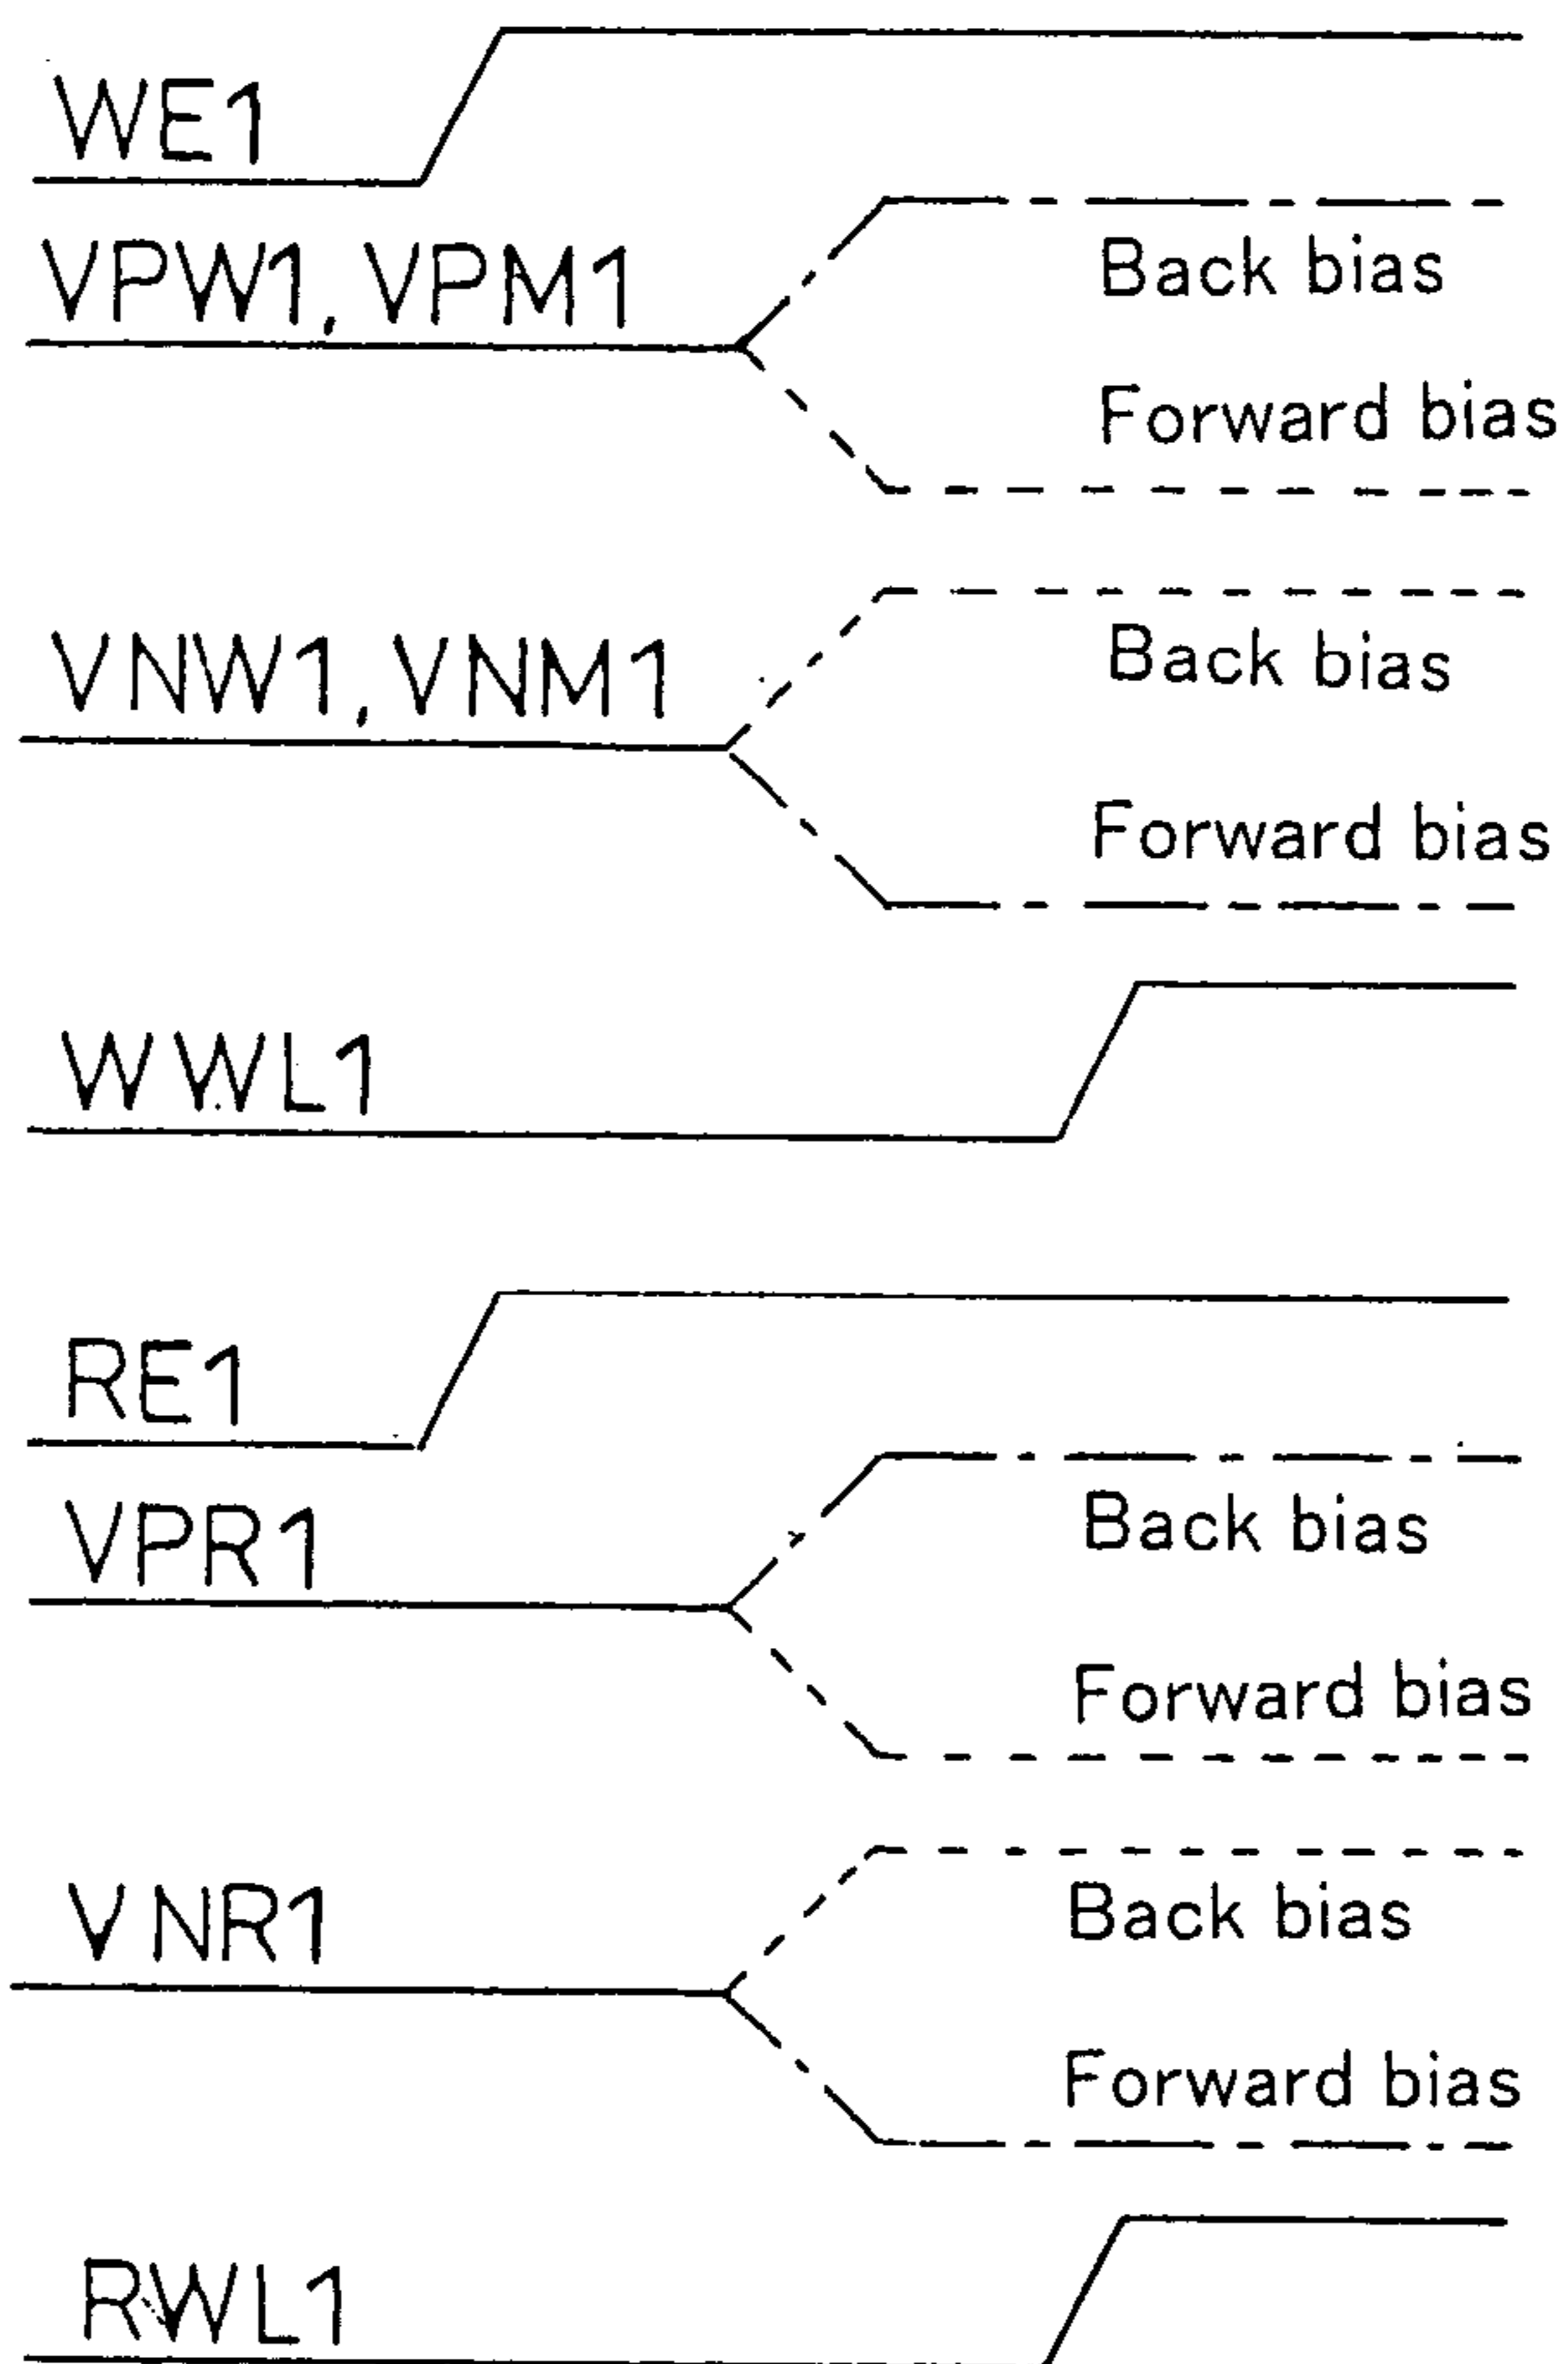 WE1
VPW1, VPM1
Back bias
Forward bias
VNW1, VNM1
Back bias
Forward bias
WWL1
RE1
VPR1
Back bias
Forward bias
VNR1
Back bias
Forward bias
RWL1